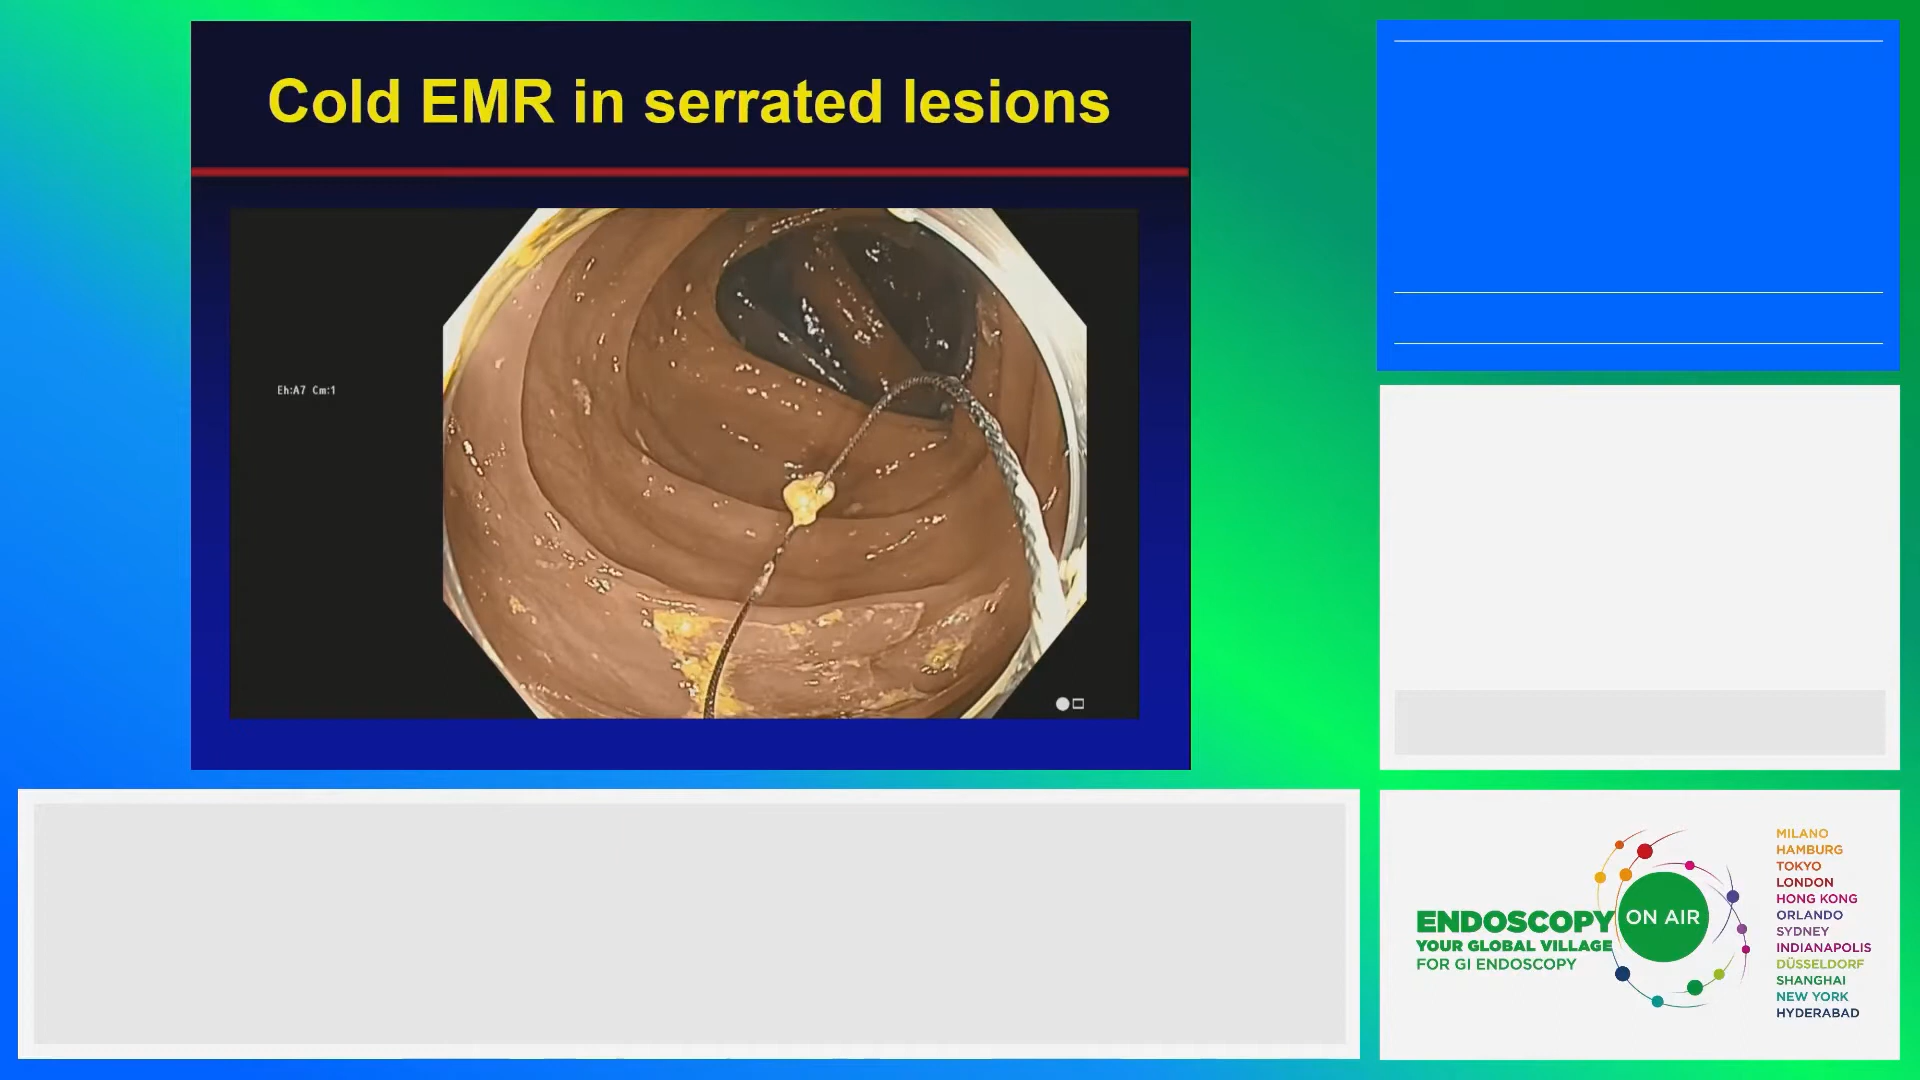 Cold EMR in serrated lesions
Eh:A7 Cm:1
ENDOSCOPY
YOUR GLOBAL VILLAGE
FOR GI ENDOSCOPY
ON AIR
MILANO
HAMBURG
TOKYO
LONDON
HONG KONG
ORLANDO
SYDNEY
INDIANAPOLIS
DÜSSELDORF
SHANGHAI
NEW YORK
HYDERABAD